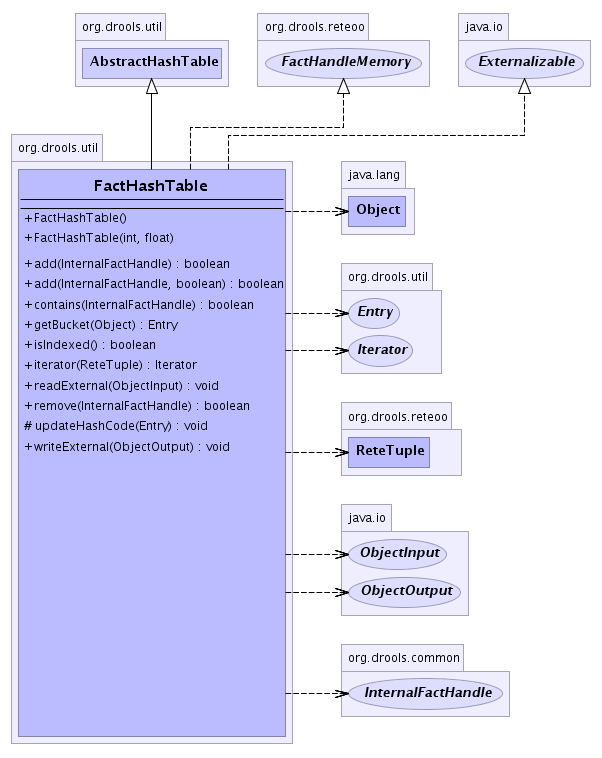 org.drools.util
AbstractHashTable
org.drools.reteoo
FactHandleMemory
java.io
Externalizable
org.drools.util
FactHashTable
+ FactHashTable()
+ FactHashTable(int, float)
+ add(InternalFactHandle) : boolean
+ add(InternalFactHandle, boolean) : boolean
+ contains(InternalFactHandle) : boolean
+ getBucket(Object) : Entry
+ isIndexed() : boolean
+ iterator(ReteTuple) : Iterator
+ readExternal(ObjectInput) : void
+ remove(InternalFactHandle) : boolean
# updateHashCode(Entry) : void
+ writeExternal(ObjectOutput) : void
java.lang
Object
org.drools.util
Entry
Iterator
org.drools.reteoo
ReteTuple
java.io
ObjectInput
ObjectOutput
org.drools.common
InternalFactHandle